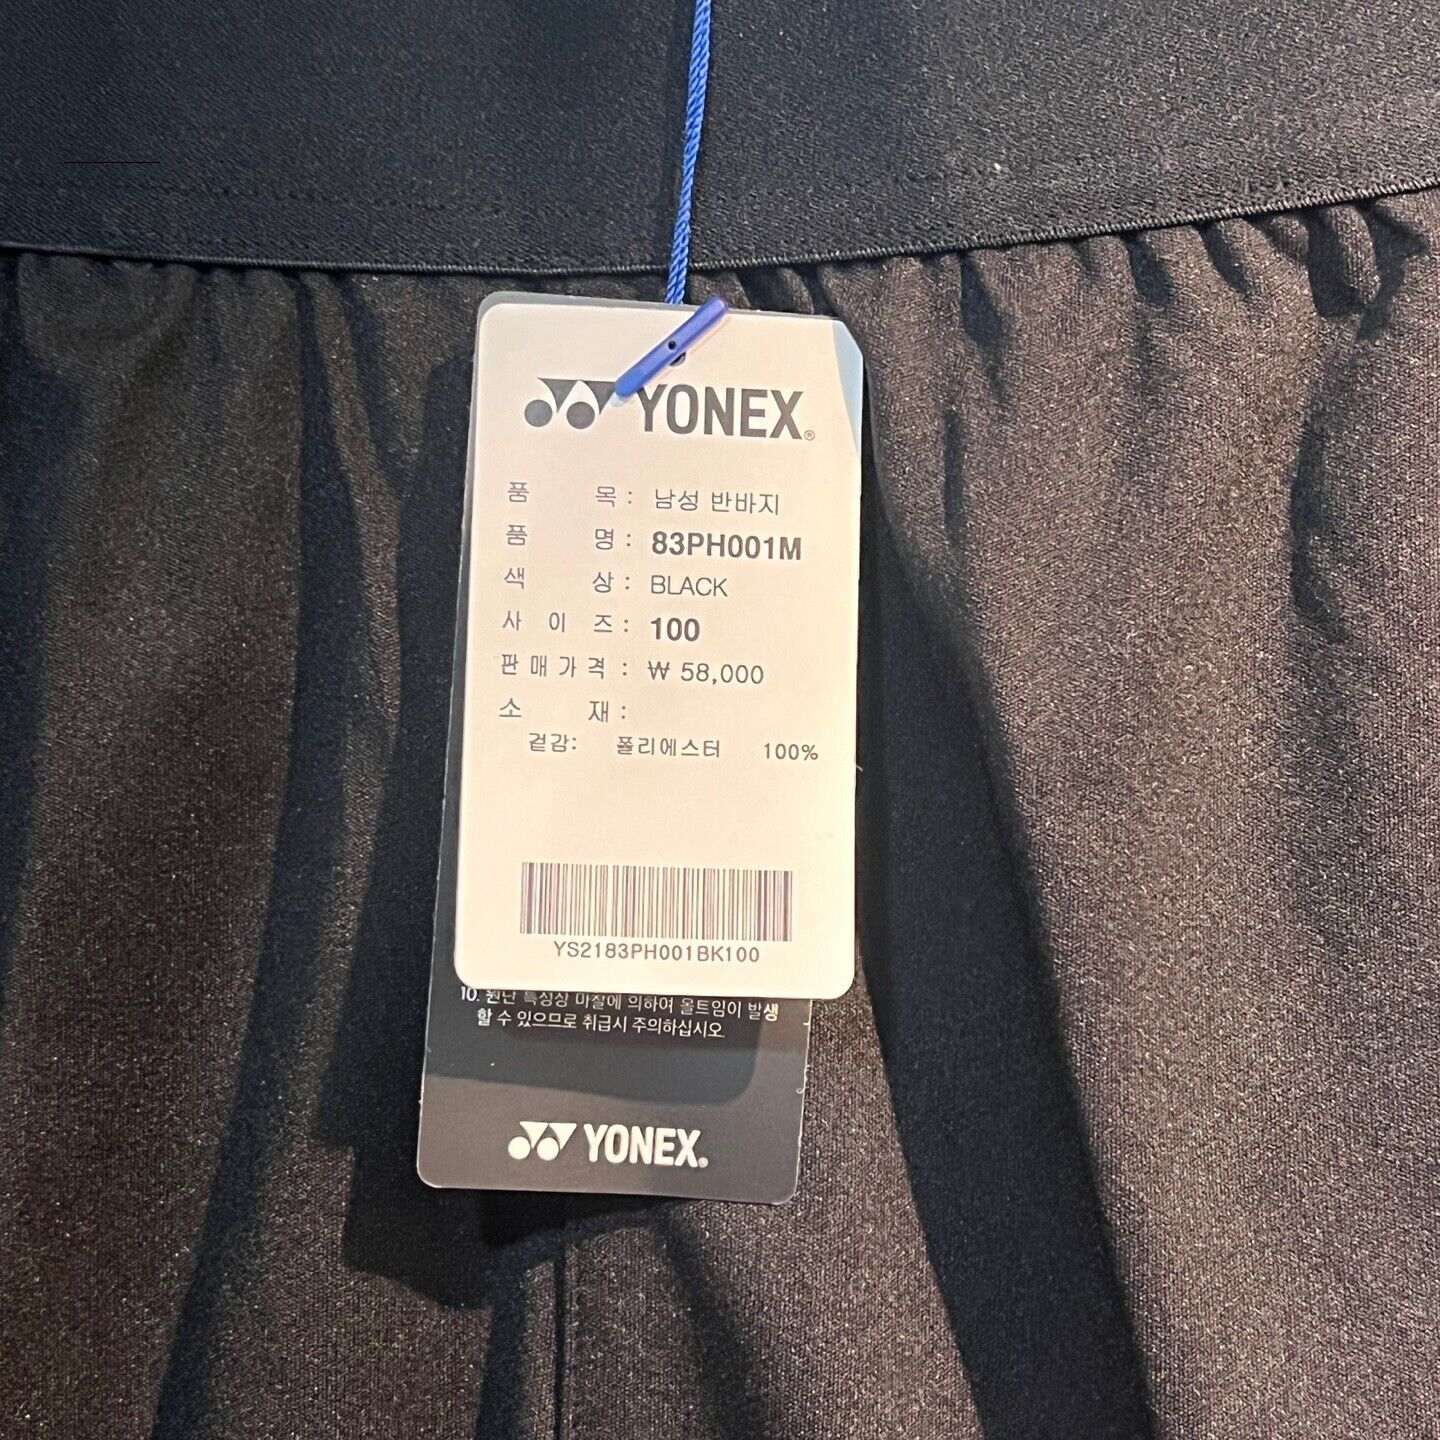 YONEX®
품 목 : 남성 반바지
품 명 : 83PH001M
색 상 : BLACK
사 이 즈 : 100
판 매 가 격 : ₩ 58,000
소 재 :
겉감: 폴리에스터 100%
YS2183PH001BK100
10. 원단 특성상 마찰에 의하여 올트임이 발생
할 수 있으므로 취급시 주의하십시오.
YONEX®